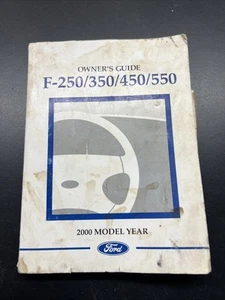 OWNER'S GUIDE
F-250/350/450/550
2000 MODEL YEAR
Ford